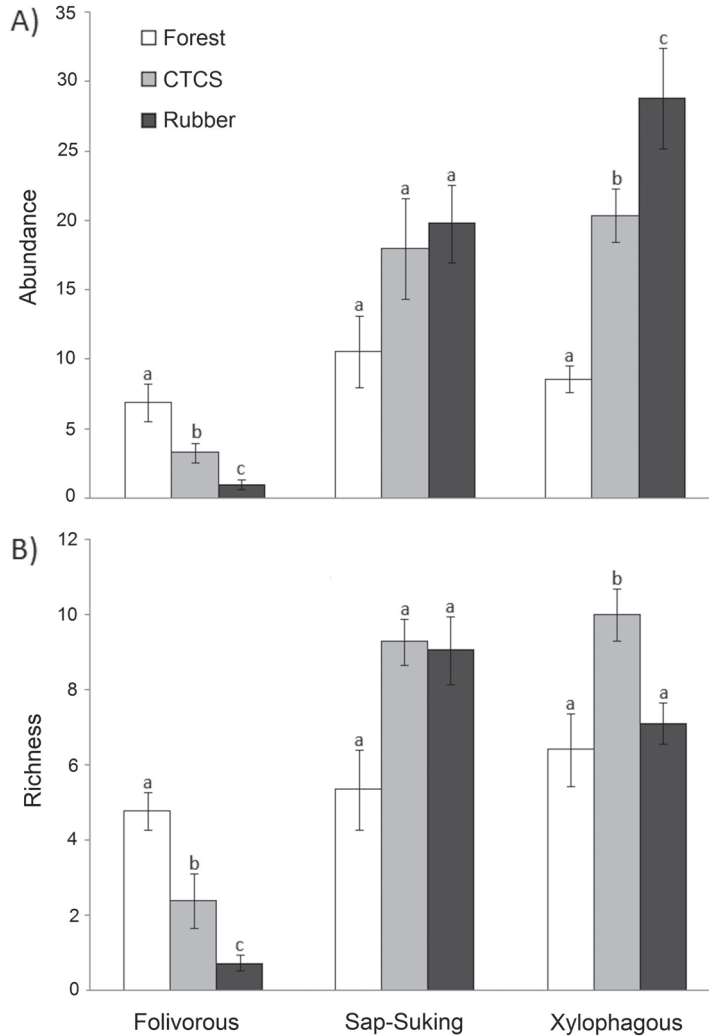 A)
35
30
25
20
15
10
5
0
Abundance
Forest
CTCS
Rubber
a
b
c
a
a
a
a
b
c
B)
12
10
8
6
4
2
0
Richness
a
b
c
a
a
a
a
b
a
Folivorous
Sap-Suking
Xylophagous